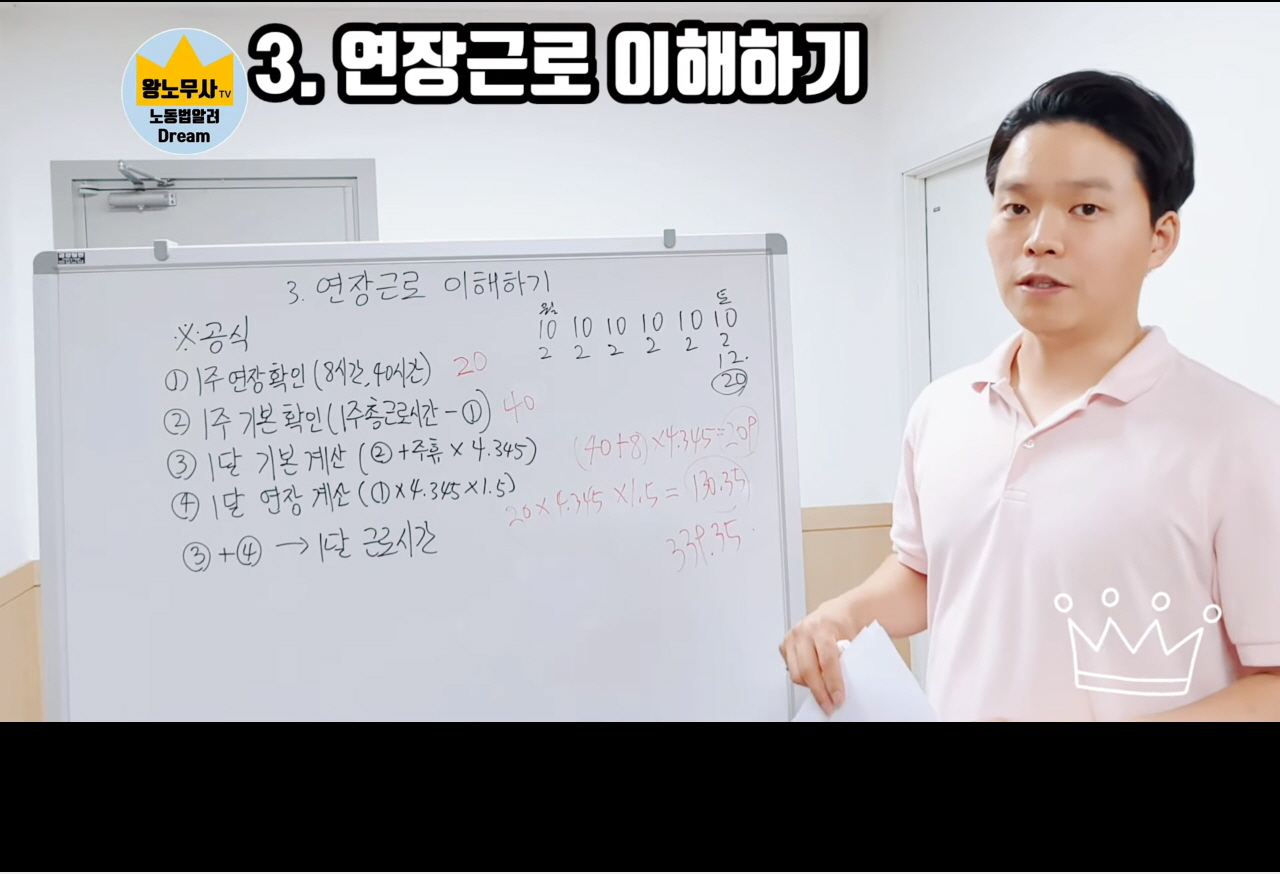 3. 연장근로 이해하기
왕노무사TV
노동법알려
Dream
3. 연장근로 이해하기
※공식
① 1주 연장확인 (8시간, 40시간) 20
② 1주 기본 확인 (1주총근로시간 - ①) 40
③ 1달 기본 계산 (② + 주휴 × 4.345)
④ 1달 연장 계산 (① × 4.345 × 1.5)
③ + ④ → 1달 근로시간
월 토
10 10 10 10 10 10
2 2 2 2 2 2
12.
20
(40+8) × 4.345 = 209
20 × 4.345 × 1.5 = 130.35
339.35